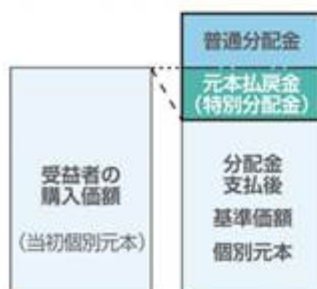 普通分配金
元本払戻金
（特別分配金）
受益者の
購入価額
（当初個別元本）
分配金
支払後
基準価額
個別元本